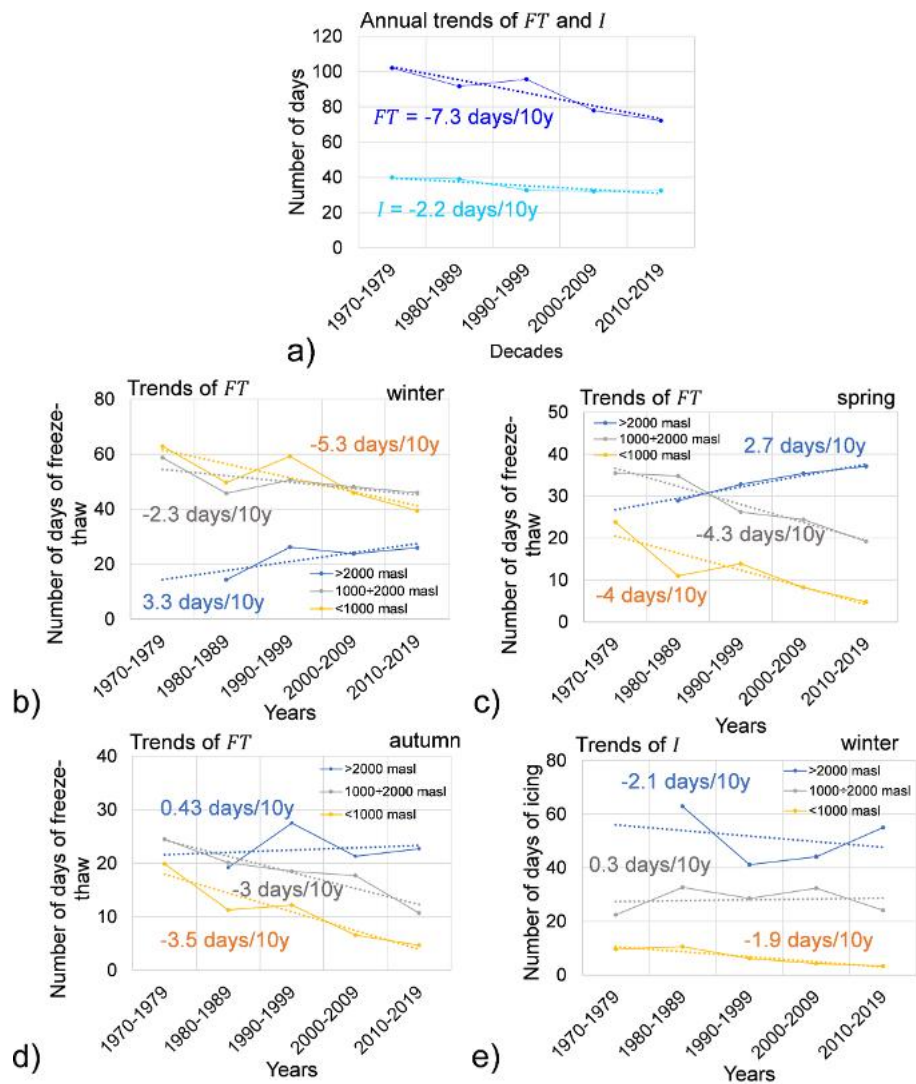 Annual trends of FT and I
120
100
80
60
40
20
0
Number of days
FT = -7.3 days/10y
I = -2.2 days/10y
1970-1979
1980-1989
1990-1999
2000-2009
2010-2019
a)
Decades
Trends of FT
winter
80
60
40
20
0
Number of days of freeze-
thaw
-5.3 days/10y
-2.3 days/10y
3.3 days/10y
>2000 masl
1000÷2000 masl
<1000 masl
1970-1979
1980-1989
1990-1999
2000-2009
2010-2019
b)
Years
Trends of FT
spring
50
40
30
20
10
0
Number of days of freeze-
thaw
>2000 masl
1000÷2000 masl
<1000 masl
2.7 days/10y
-4.3 days/10y
-4 days/10y
1970-1979
1980-1989
1990-1999
2000-2009
2010-2019
c)
Years
Trends of FT
autumn
40
30
20
10
0
Number of days of freeze-
thaw
>2000 masl
1000÷2000 masl
<1000 masl
0.43 days/10y
-3 days/10y
-3.5 days/10y
1970-1979
1980-1989
1990-1999
2000-2009
2010-2019
d)
Years
Trends of I
winter
80
60
40
20
0
Number of days of icing
>2000 masl
1000÷2000 masl
<1000 masl
-2.1 days/10y
0.3 days/10y
-1.9 days/10y
1970-1979
1980-1989
1990-1999
2000-2009
2010-2019
e)
Years